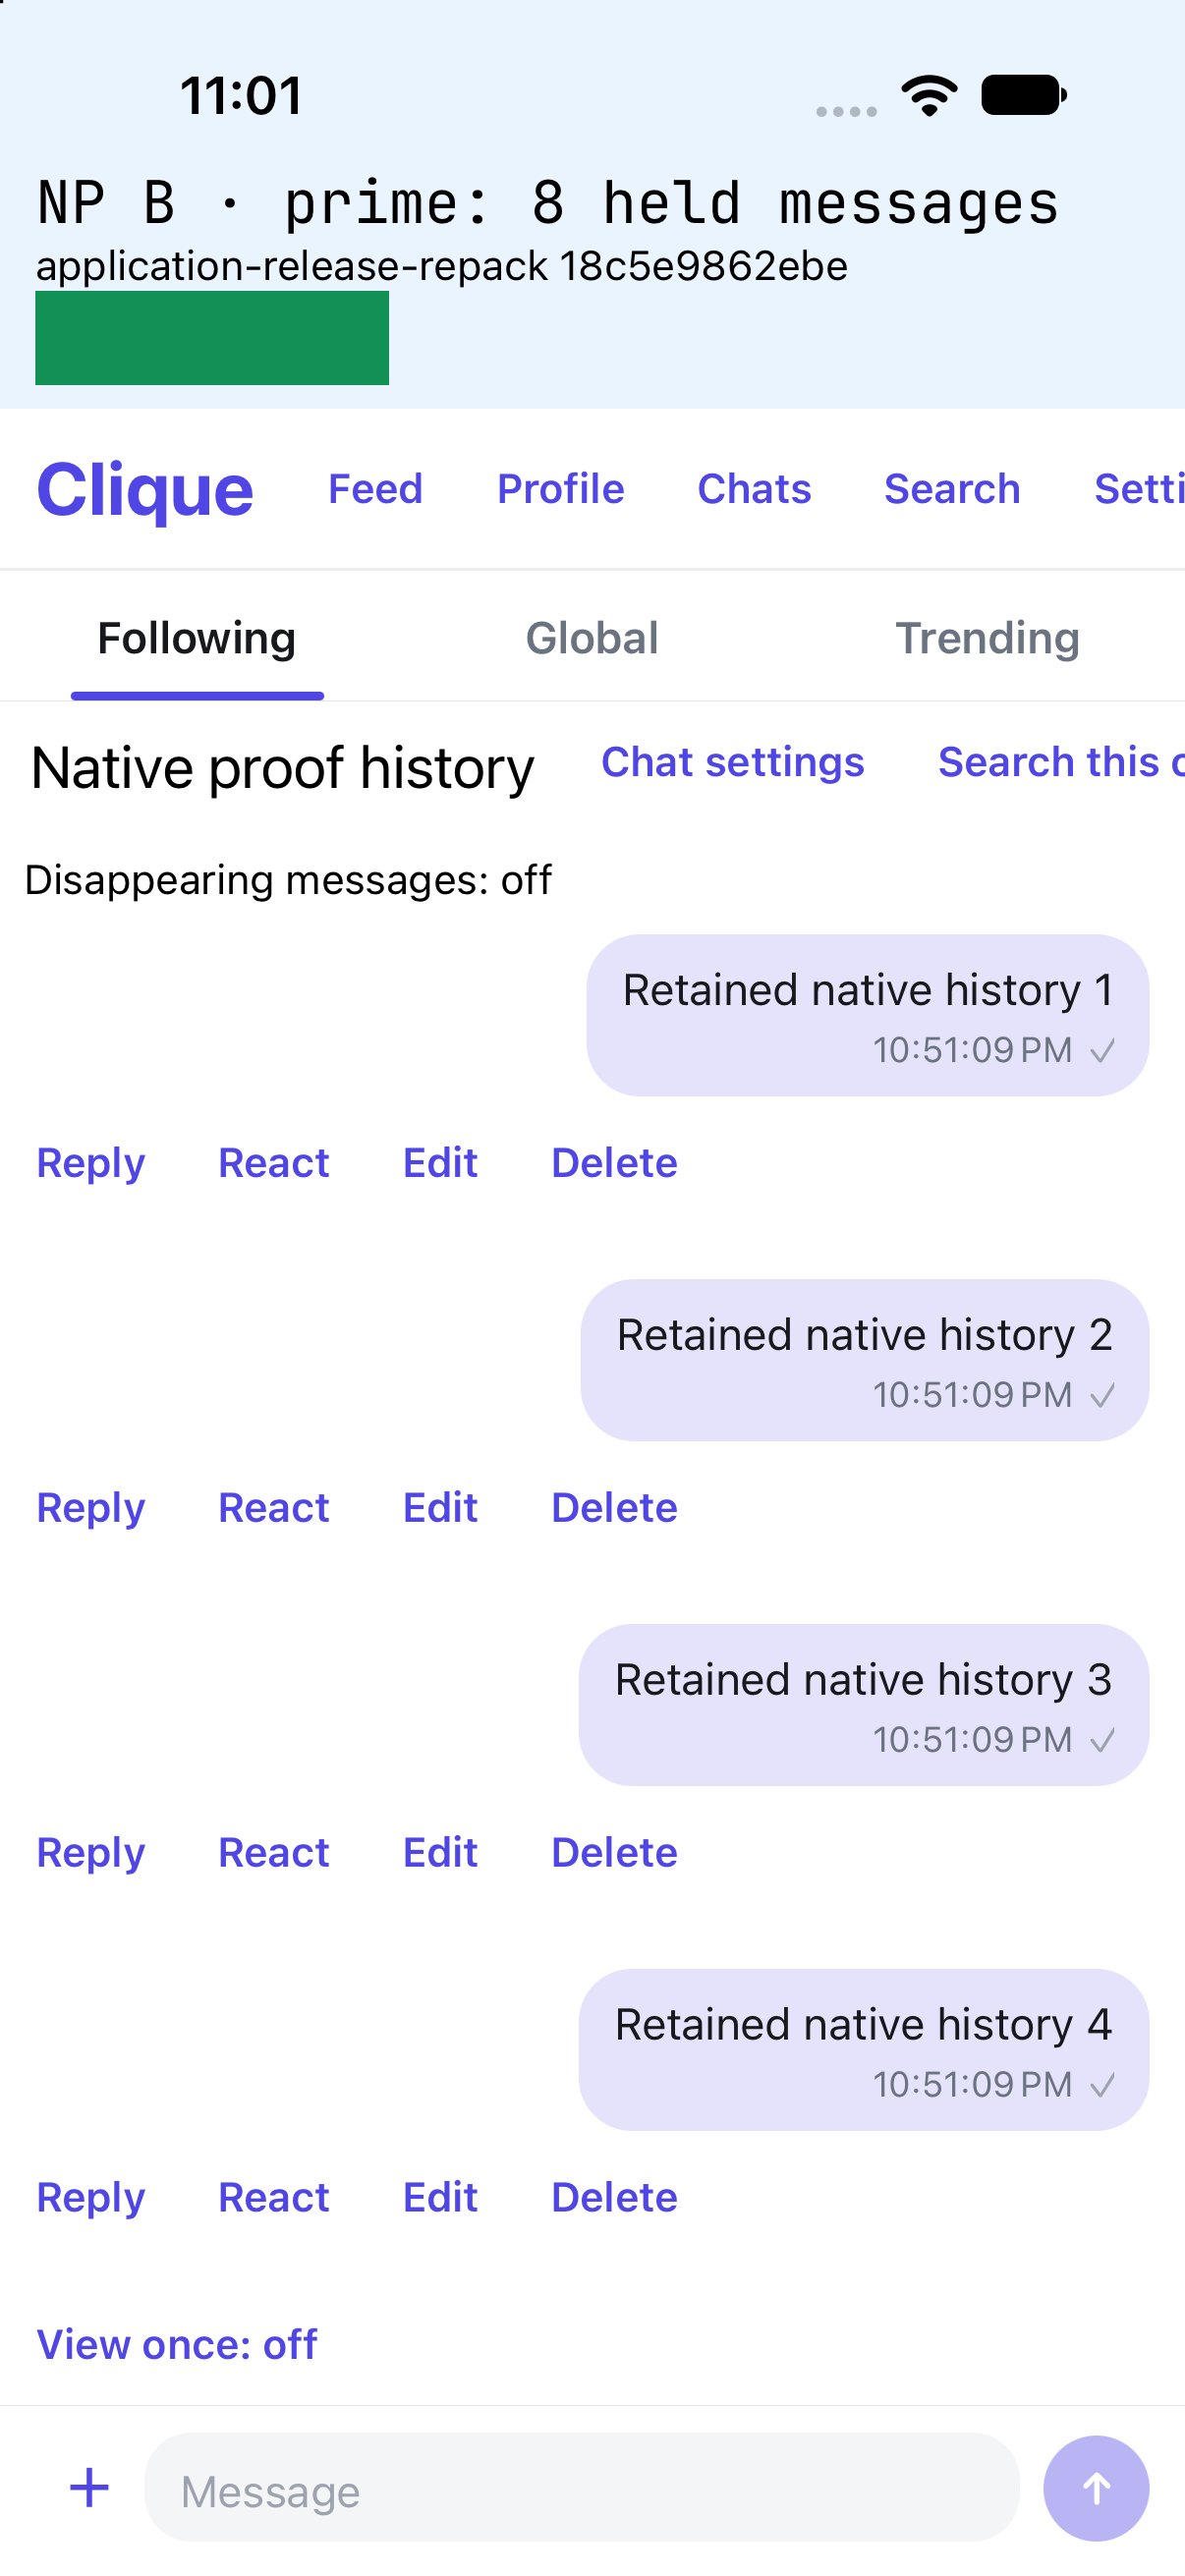 11:01
NP B · prime: 8 held messages
application-release-repack 18c5e9862ebe
Clique Feed Profile Chats Search Setti
Following Global Trending
Native proof history Chat settings Search this c
Disappearing messages: off
Retained native history 1
10:51:09 PM ✓
Reply React Edit Delete
Retained native history 2
10:51:09 PM ✓
Reply React Edit Delete
Retained native history 3
10:51:09 PM ✓
Reply React Edit Delete
Retained native history 4
10:51:09 PM ✓
Reply React Edit Delete
View once: off
+ Message